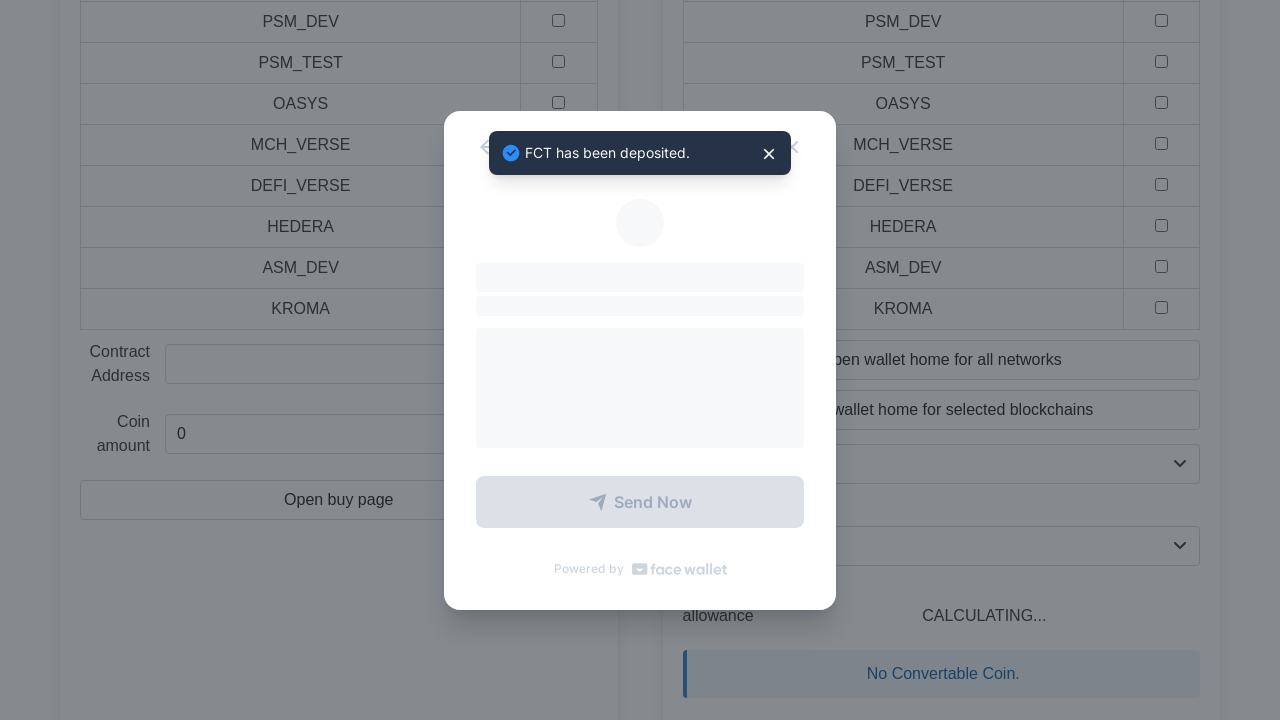 PSM_DEV
PSM_TEST
OASYS
MCH_VERSE
DEFI_VERSE
HEDERA
ASM_DEV
KROMA
Contract
Address
Coin
amount
0
Open buy page
FCT has been deposited.
Send Now
Powered by face wallet
PSM_DEV
PSM_TEST
OASYS
MCH_VERSE
DEFI_VERSE
HEDERA
ASM_DEV
KROMA
pen wallet home for all networks
wallet home for selected blockchains
allowance
CALCULATING...
No Convertable Coin.